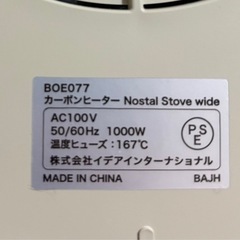 BOE077
カーボンヒーター Nostal Stove wide
AC100V
50/60Hz 1000W
温度ヒューズ：167℃
株式会社イデアインターナショナル
PSE
MADE IN CHINA BAJH